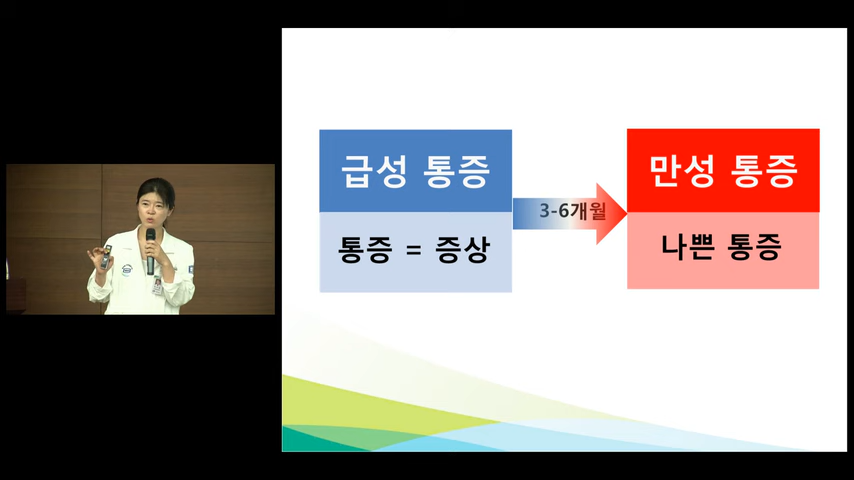 급성 통증
통증 = 증상
3-6개월
만성 통증
나쁜 통증